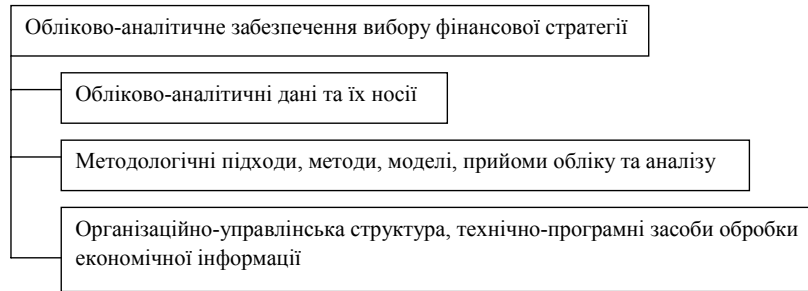 Обліково-аналітичне забезпечення вибору фінансової стратегії
Обліково-аналітичні дані та їх носії
Методологічні підходи, методи, моделі, прийоми обліку та аналізу
Організаційно-управлінська структура, технічно-програмні засоби обробки
економічної інформації